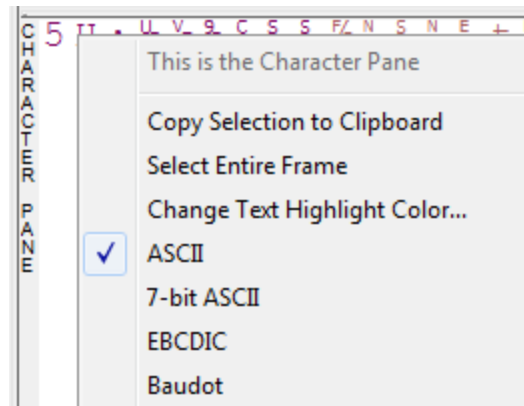 CHARACTER PANE
This is the Character Pane
Copy Selection to Clipboard
Select Entire Frame
Change Text Highlight Color...
ASCII
7-bit ASCII
EBCDIC
Baudot